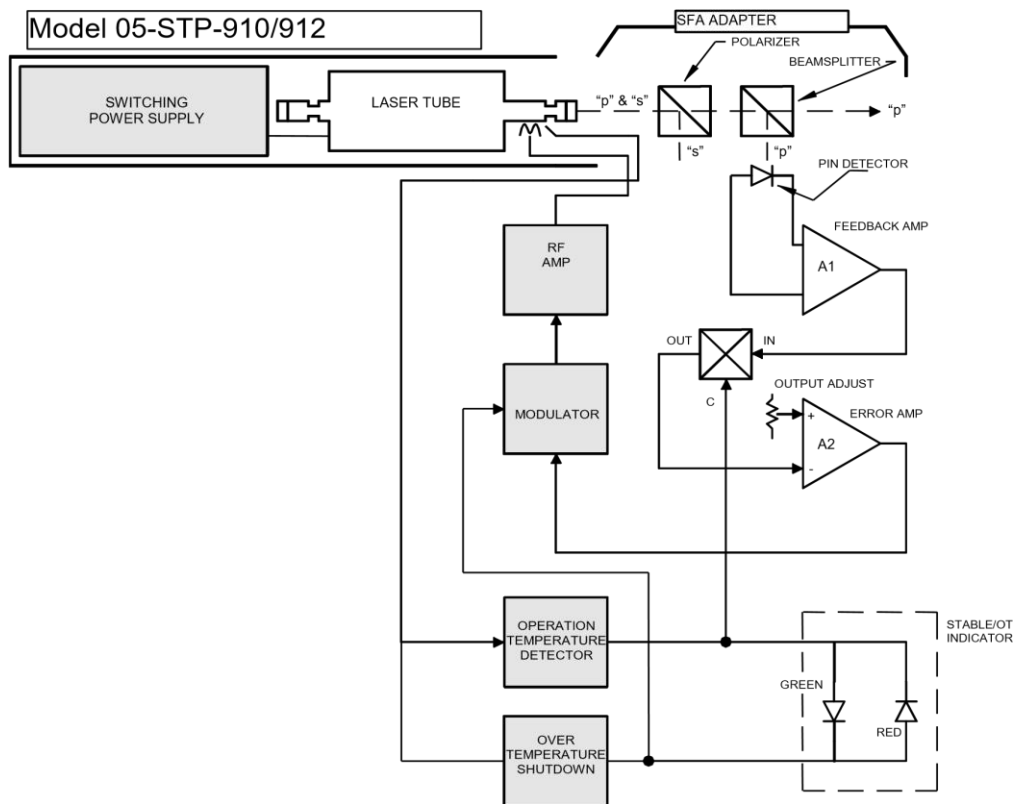 Model 05-STP-910/912
SFA ADAPTER
POLARIZER
BEAMSPLITTER
SWITCHING
POWER SUPPLY
LASER TUBE
“p” & “s”
“p”
“s”
“p”
PIN DETECTOR
FEEDBACK AMP
RF
AMP
A1
OUT
IN
C
OUTPUT ADJUST
MODULATOR
ERROR AMP
+
A2
-
OPERATION
TEMPERATURE
DETECTOR
STABLE/OT
INDICATOR
GREEN
RED
OVER
TEMPERATURE
SHUTDOWN